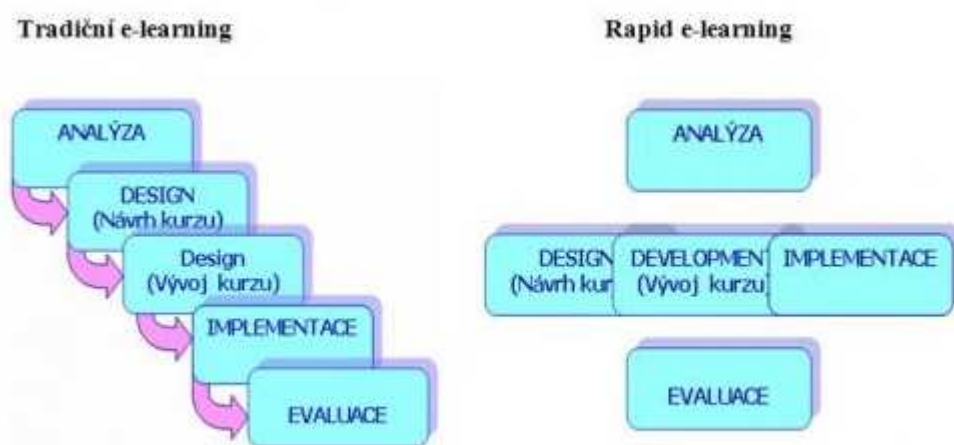 Tradiční e-learning
ANALÝZA
DESIGN
(Návrh kurzu)
Design
(Vývoj kurzu)
IMPLEMENTACE
EVALUACE
Rapid e-learning
ANALÝZA
DESIGN
(Návrh kur
DEVELOPMEN
(Vývoj kurzu)
IMPLEMENTACE
EVALUACE